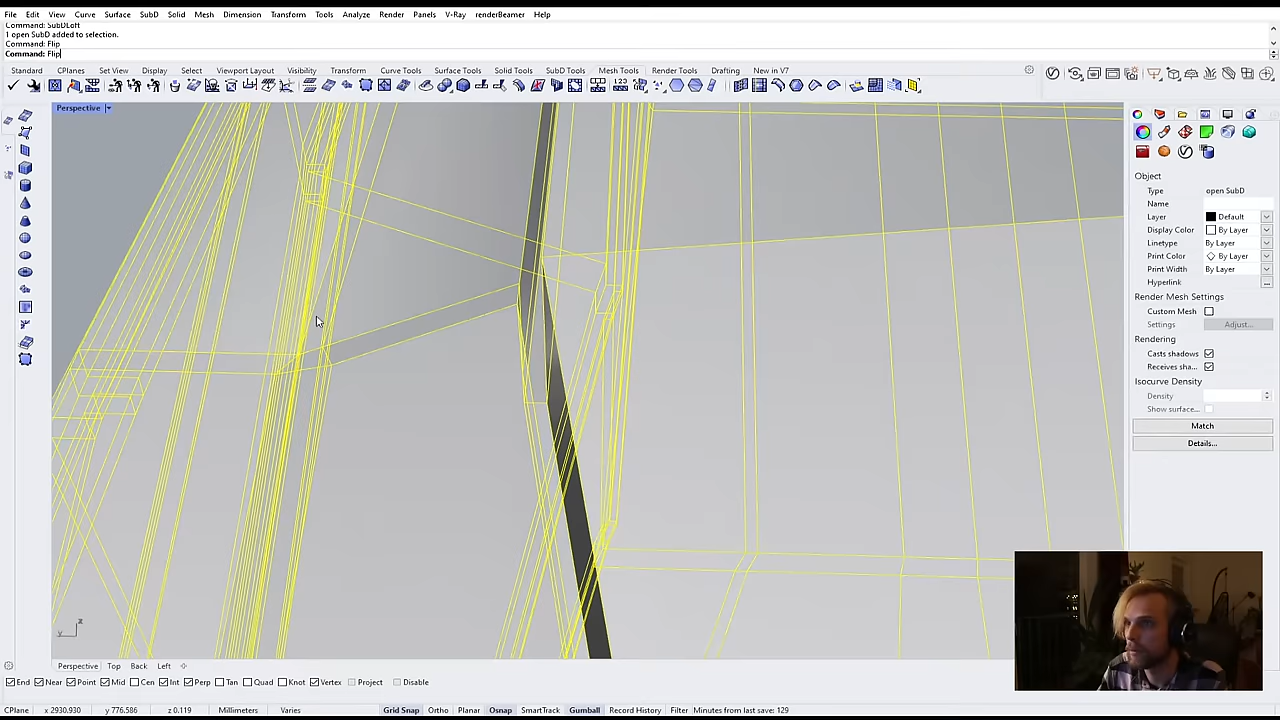 File Edit View Curve Surface SubD Solid Mesh Dimension Transform Tools Analyze Render Panels V-Ray renderBeamer Help
Command: SubDLoft
1 open SubD added to selection.
Command: Flip
Command: Flip
Standard CPlanes Set View Display Select Viewport Layout Visibility Transform Curve Tools Surface Tools Solid Tools SubD Tools Mesh Tools Render Tools Drafting New in V7
Perspective
Object
Type open SubD
Name
Layer Default
Display Color By Layer
Linetype By Layer
Print Color By Layer
Print Width By Layer
Hyperlink ...
Render Mesh Settings
Custom Mesh
Settings Adjust...
Rendering
Casts shadows
Receives sha...
Isocurve Density
Density
Show surface...
Match
Details...
z
y
Perspective Top Back Left
End Near Point Mid Cen Int Perp Tan Quad Knot Vertex Project Disable
CPlane x 2930.930 y 776.586 z 0.119 Millimeters Varies Grid Snap Ortho Planar Osnap SmartTrack Gumball Record History Filter Minutes from last save: 129